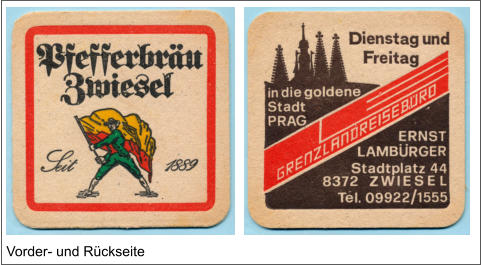 Pfefferbräu
Zwiesel
Seit 1889
Dienstag und
Freitag
in die goldene
Stadt
PRAG
GRENZLANDREISEBÜRO
ERNST
LAMBÜRGER
Stadtplatz 44
8372 ZWIESEL
Tel. 09922/1555
Vorder- und Rückseite